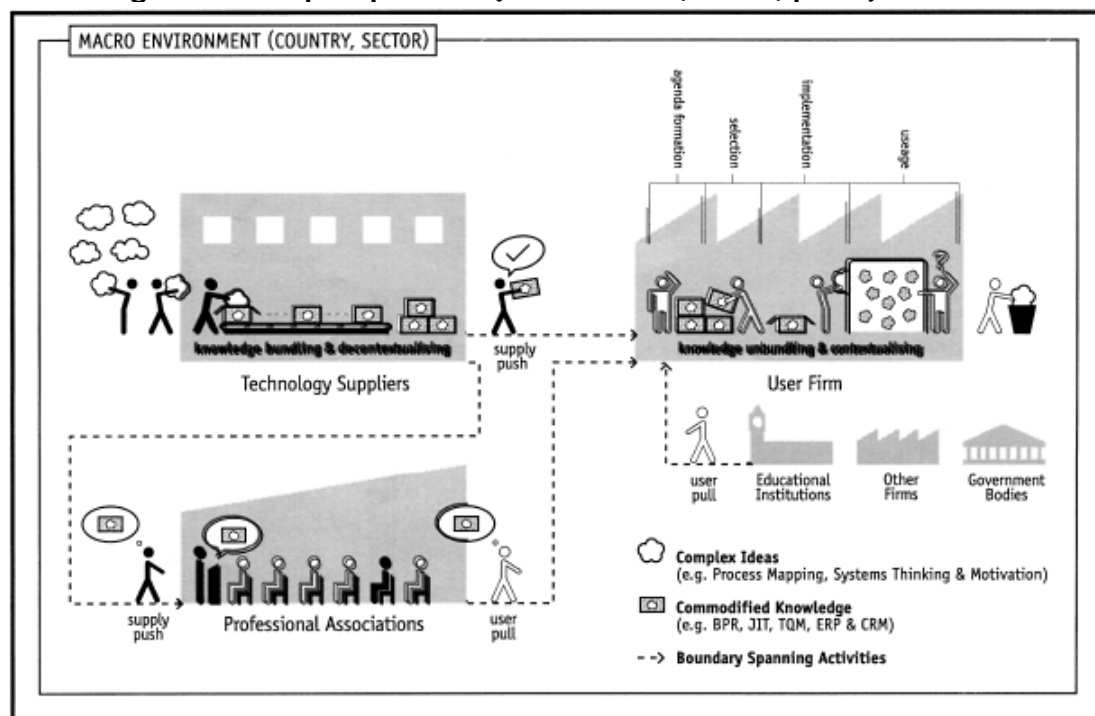 MACRO ENVIRONMENT (COUNTRY, SECTOR)
agenda formation
selection
implementation
useage
knowledge bundling & decontextualising
supply
push
knowledge unbundling & contextualising
Technology Suppliers
User Firm
user
pull
Educational
Institutions
Other
Firms
Government
Bodies
Complex Ideas
(e.g. Process Mapping, Systems Thinking & Motivation)
Commodified Knowledge
(e.g. BPR, JIT, TQM, ERP & CRM)
Boundary Spanning Activities
supply
push
Professional Associations
user
pull